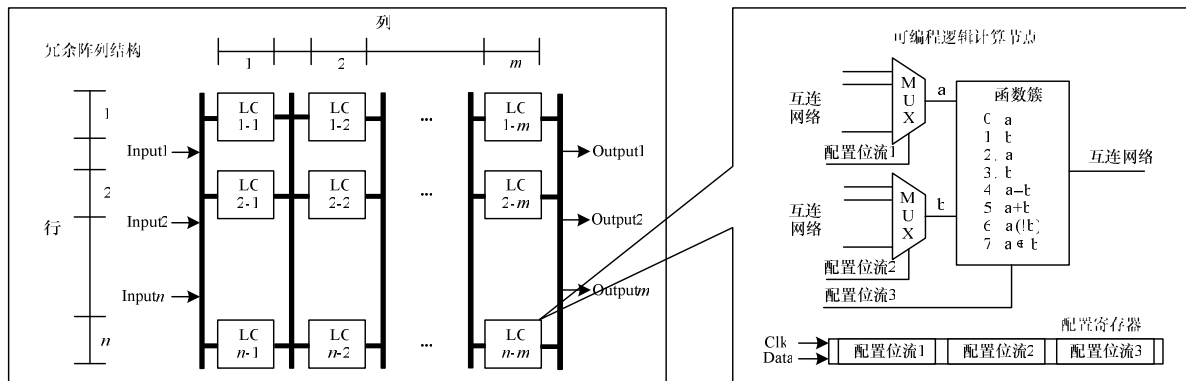 列
冗余阵列结构
1
2
m
1
2
行
n
LC
1-1
LC
1-2
...
LC
1-m
LC
2-1
LC
2-2
...
LC
2-m
LC
n-1
LC
n-2
...
LC
n-m
Input1
Input2
Inputn
Output1
Output2
Outputm
可编程逻辑计算节点
互连
网络
MUX
a
配置位流1
互连
网络
MUX
b
配置位流2
配置位流3
函数簇
0 a
1 b
2. a
3. b
4 a–b
5 a+b
6 a(!b)
7 a b
互连网络
配置寄存器
Clk
Data
配置位流1
配置位流2
配置位流3